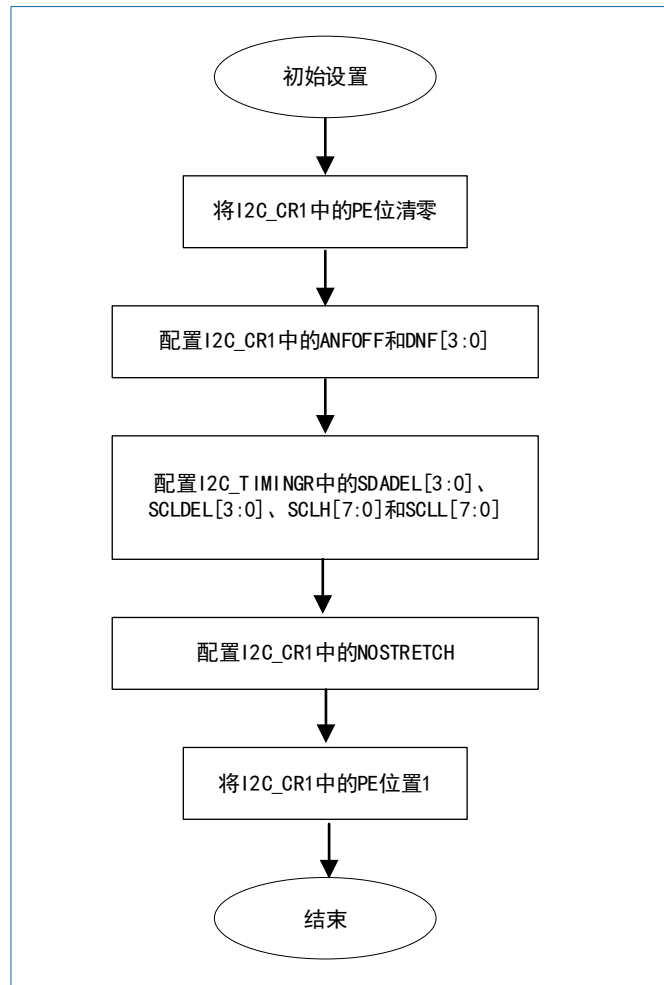 初始设置
将I2C_CR1中的PE位清零
配置I2C_CR1中的ANFOFF和DNF[3:0]
配置I2C_TIMINGR中的SDADEL[3:0]、
SCLDEL[3:0]、SCLH[7:0]和SCLL[7:0]
配置I2C_CR1中的NOSTRETCH
将I2C_CR1中的PE位置1
结束